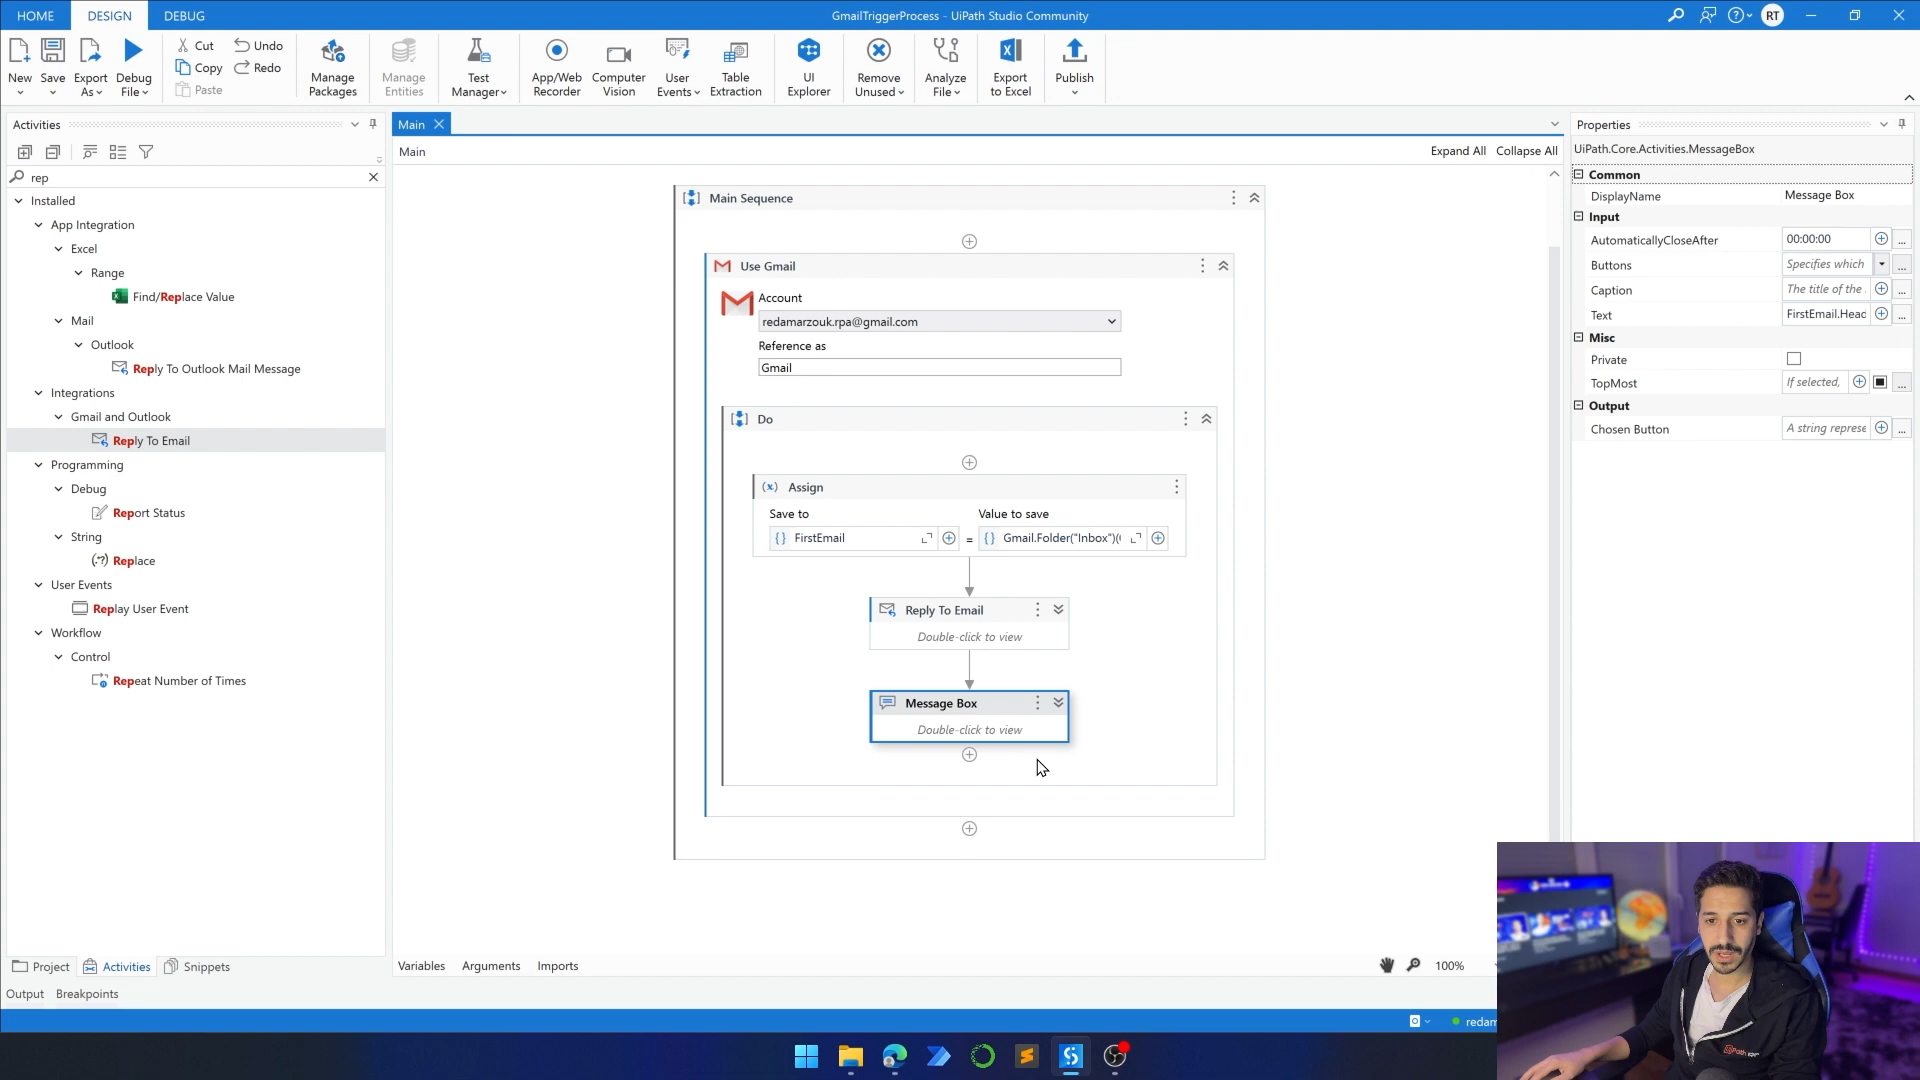 HOME DESIGN DEBUG
GmailTriggerProcess - UiPath Studio Community
RT
New
Save
Export As
Debug File
Cut
Copy
Paste
Undo
Redo
Manage Packages
Manage Entities
Test Manager
App/Web Recorder
Computer Vision
User Events
Table Extraction
UI Explorer
Remove Unused
Analyze File
Export to Excel
Publish
Activities
rep
Installed
App Integration
Excel
Range
Find/Replace Value
Mail
Outlook
Reply To Outlook Mail Message
Integrations
Gmail and Outlook
Reply To Email
Programming
Debug
Report Status
String
Replace
User Events
Replay User Event
Workflow
Control
Repeat Number of Times
Project Activities Snippets
Output Breakpoints
Main
Main
Expand All Collapse All
Main Sequence
Use Gmail
Account
redamarzouk.rpa@gmail.com
Reference as
Gmail
Do
Assign
Save to Value to save
FirstEmail = Gmail.Folder("Inbox")(
Reply To Email
Double-click to view
Message Box
Double-click to view
Variables Arguments Imports
100%
Properties
UiPath.Core.Activities.MessageBox
Common
DisplayName Message Box
Input
AutomaticallyCloseAfter 00:00:00
Buttons Specifies which
Caption The title of the
Text FirstEmail.Head
Misc
Private
TopMost If selected,
Output
Chosen Button A string represe
redam